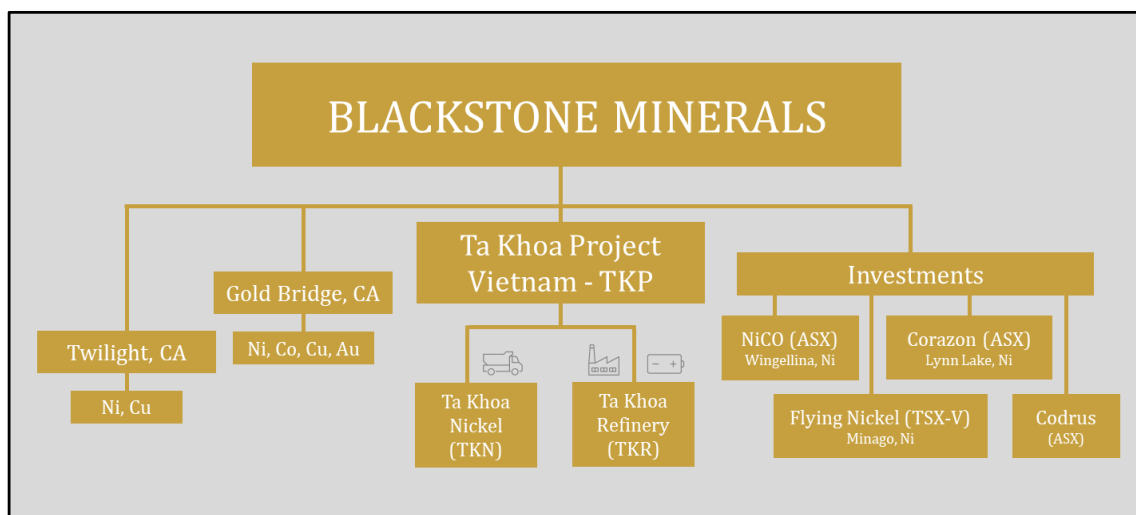 BLACKSTONE MINERALS
Ta Khoa Project
Vietnam - TKP
Investments
Gold Bridge, CA
Twilight, CA
Ni, Co, Cu, Au
Ni, Cu
Ta Khoa
Nickel
(TKN)
Ta Khoa
Refinery
(TKR)
NiCO (ASX)
Wingellina, Ni
Corazon (ASX)
Lynn Lake, Ni
Flying Nickel (TSX-V)
Minago, Ni
Codrus
(ASX)